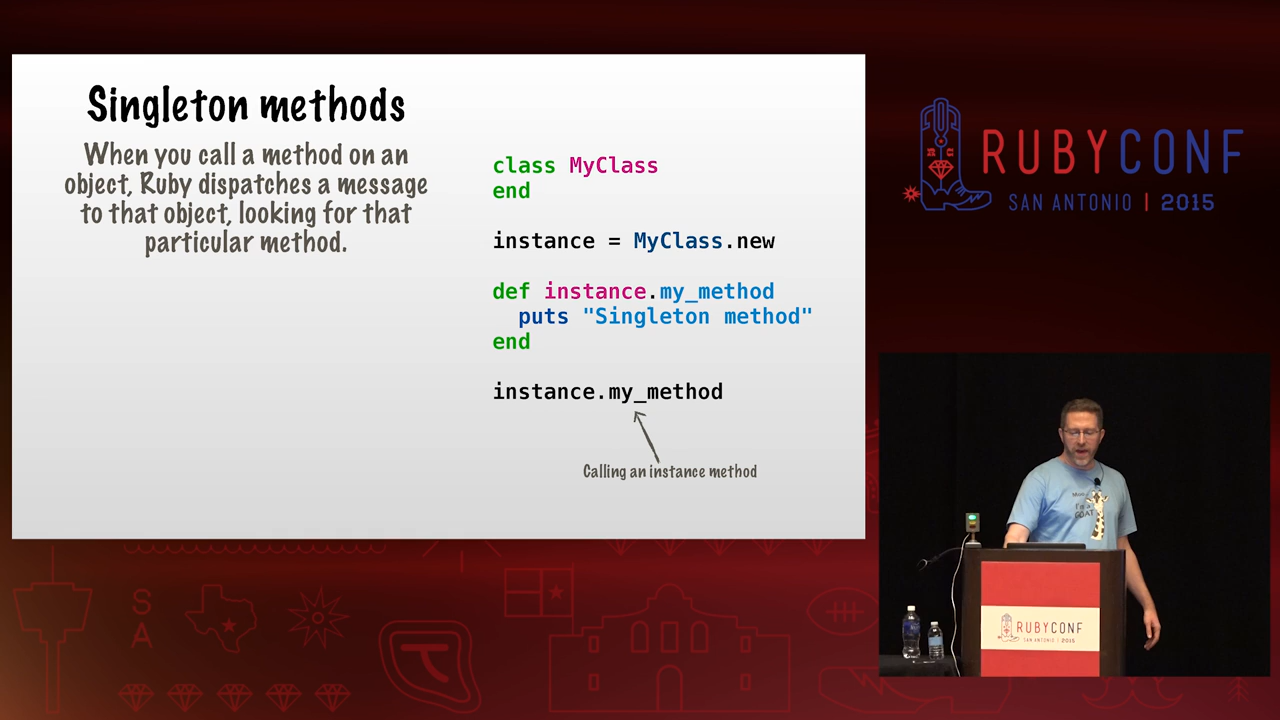 Singleton methods
When you call a method on an
object, Ruby dispatches a message
to that object, looking for that
particular method.
class MyClass
end
instance = MyClass.new
def instance.my_method
  puts "Singleton method"
end
instance.my_method
Calling an instance method
RUBYCONF
SAN ANTONIO | 2015
I'm a
GOAT
RUBYCONF
SAN ANTONIO | 2015
S
A